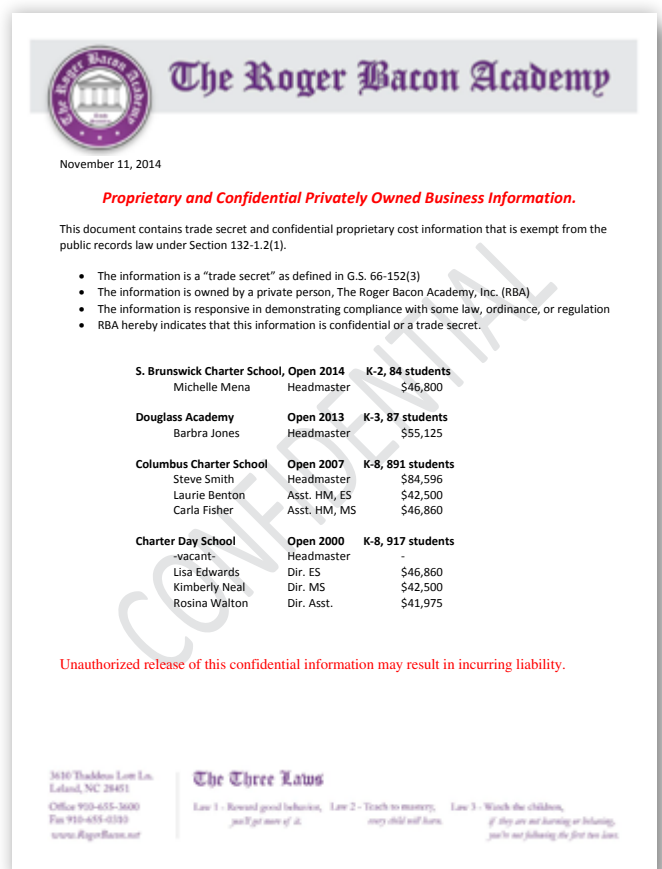 The Roger Bacon Academy
The Roger Bacon Academy
November 11, 2014
Proprietary and Confidential Privately Owned Business Information.
This document contains trade secret and confidential proprietary cost information that is exempt from the
public records law under Section 132-1.2(1).
• The information is a “trade secret” as defined in G.S. 66-152(3)
• The information is owned by a private person, The Roger Bacon Academy, Inc. (RBA)
• The information is responsive in demonstrating compliance with some law, ordinance, or regulation
• RBA hereby indicates that this information is confidential or a trade secret.
S. Brunswick Charter School, Open 2014 K-2, 84 students
Michelle Mena Headmaster $46,800
Douglass Academy Open 2013 K-3, 87 students
Barbra Jones Headmaster $55,125
Columbus Charter School Open 2007 K-8, 891 students
Steve Smith Headmaster $84,596
Laurie Benton Asst. HM, ES $42,500
Carla Fisher Asst. HM, MS $46,860
Charter Day School Open 2000 K-8, 917 students
-vacant- Headmaster -
Lisa Edwards Dir. ES $46,860
Kimberly Neal Dir. MS $42,500
Rosina Walton Dir. Asst. $41,975
CONFIDENTIAL
Unauthorized release of this confidential information may result in incurring liability.
3610 Thaddeus Lott Ln.
Leland, NC 28451
Office 910-655-3600
Fax 910-655-0310
www.RogerBacon.net
The Three Laws
Law 1 - Reward good behavior, Law 2 - Teach to mastery, Law 3 - Watch the children,
you'll get more of it. every child will learn. if they are not learning or behaving,
you're not following the first two laws.